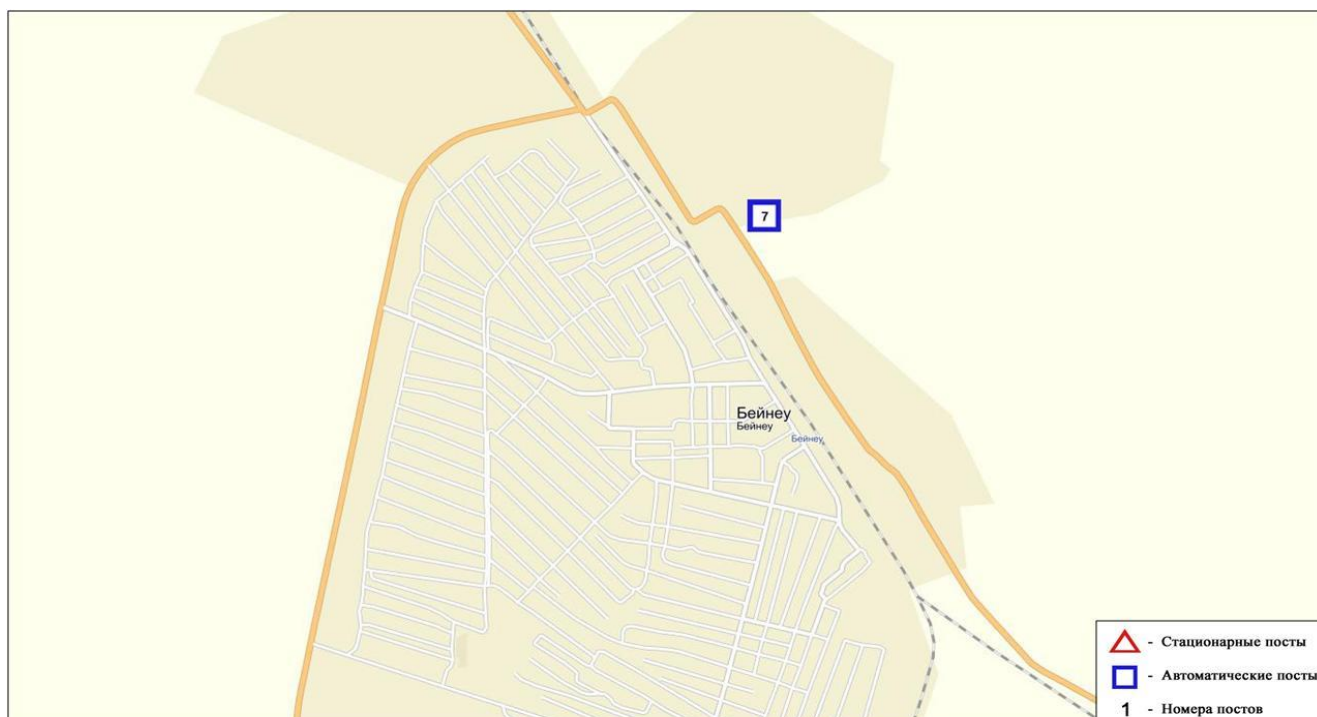 7
Бейнеу
Бейнеу
Бейнеу
- Стационарные посты
- Автоматические посты
1 - Номера постов